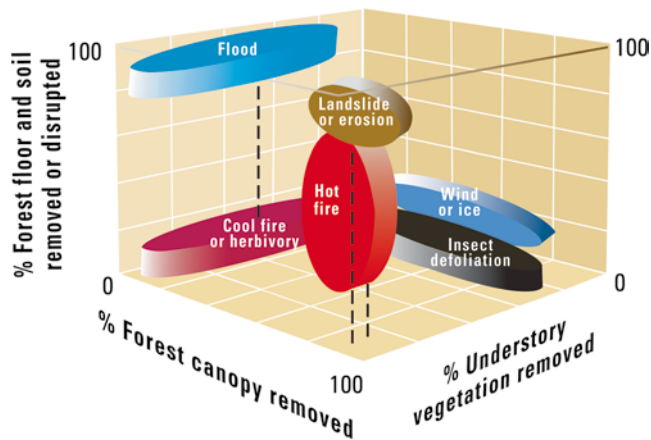 100
Flood
100
Landslide
or erosion
% Forest floor and soil
removed or disrupted
Hot
fire
Wind
or ice
Cool fire
or herbivory
Insect
defoliation
0
0
% Forest canopy removed
100
% Understory
vegetation removed